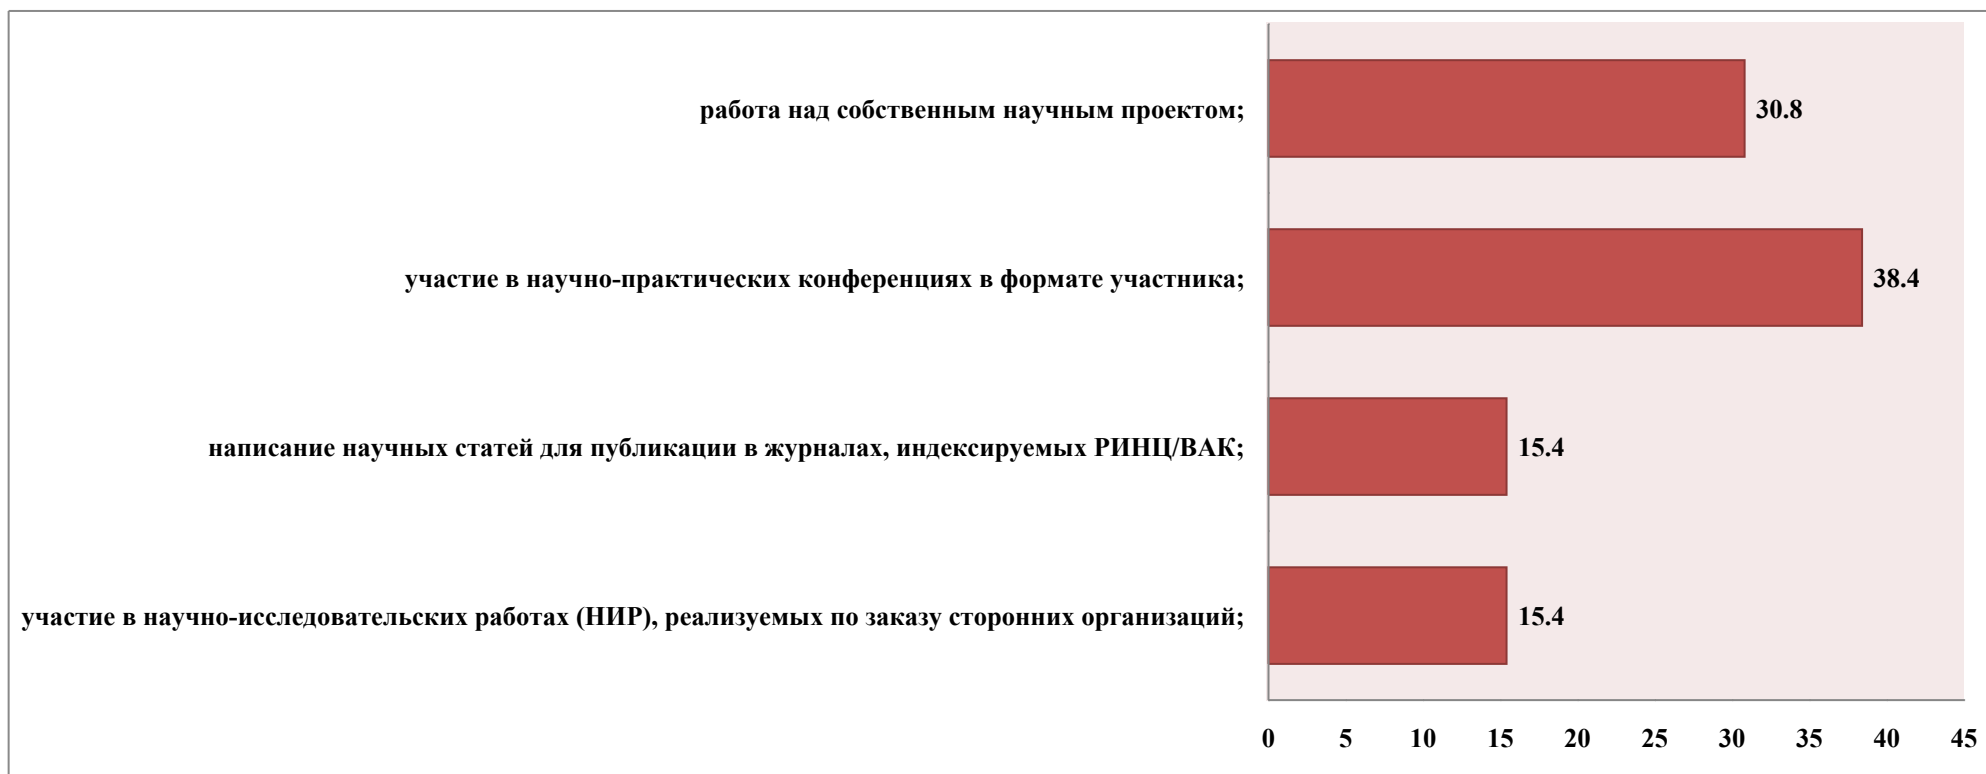 работа над собственным научным проектом;
30.8
участие в научно-практических конференциях в формате участника;
38.4
написание научных статей для публикации в журналах, индексируемых РИНЦ/ВАК;
15.4
участие в научно-исследовательских работах (НИР), реализуемых по заказу сторонних организаций;
15.4
0 5 10 15 20 25 30 35 40 45